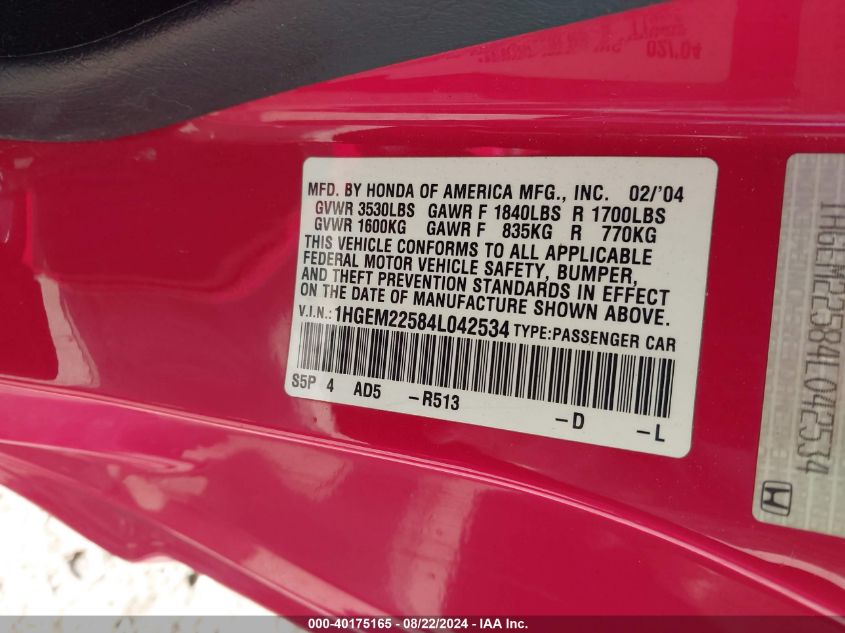 MFD. BY HONDA OF AMERICA MFG., INC. 02/'04
GVWR 3530LBS GAWR F 1840LBS R 1700LBS
GVWR 1600KG GAWR F 835KG R 770KG
THIS VEHICLE CONFORMS TO ALL APPLICABLE
FEDERAL MOTOR VEHICLE SAFETY, BUMPER,
AND THEFT PREVENTION STANDARDS IN EFFECT
ON THE DATE OF MANUFACTURE SHOWN ABOVE.
V.I.N.: 1HGEM22584L042534 TYPE:PASSENGER CAR
S5P 4 AD5 -R513 -D -L
1HGEM22584L042534
02/'04
000-40175165 - 08/22/2024 - IAA Inc.